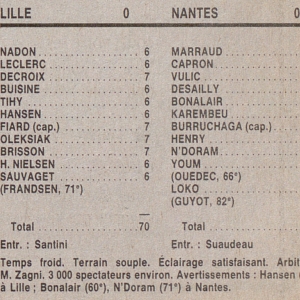 LILLE 0 NANTES 0
NADON 6 MARRAUD
LECLERC 6 CAPRON
DECROIX 7 VULIC
BUISINE 6 DESAILLY
TIHY 6 BONALAIR
HANSEN 6 KAREMBEU
FIARD (cap.) 7 BURRUCHAGA (cap.)
OLEKSIAK 7 HENRY
BRISSON 7 N'DORAM
H. NIELSEN 6 YOUM
SAUVAGET 6 (OUEDEC, 66°)
(FRANDSEN, 71°) LOKO
(GUYOT, 82°)
Total 70 Total
Entr. : Santini Entr. : Suaudeau
Temps froid. Terrain souple. Éclairage satisfaisant. Arbit
M. Zagni. 3 000 spectateurs environ. Avertissements : Hansen (
à Lille ; Bonalair (60°), N'Doram (71°) à Nantes.